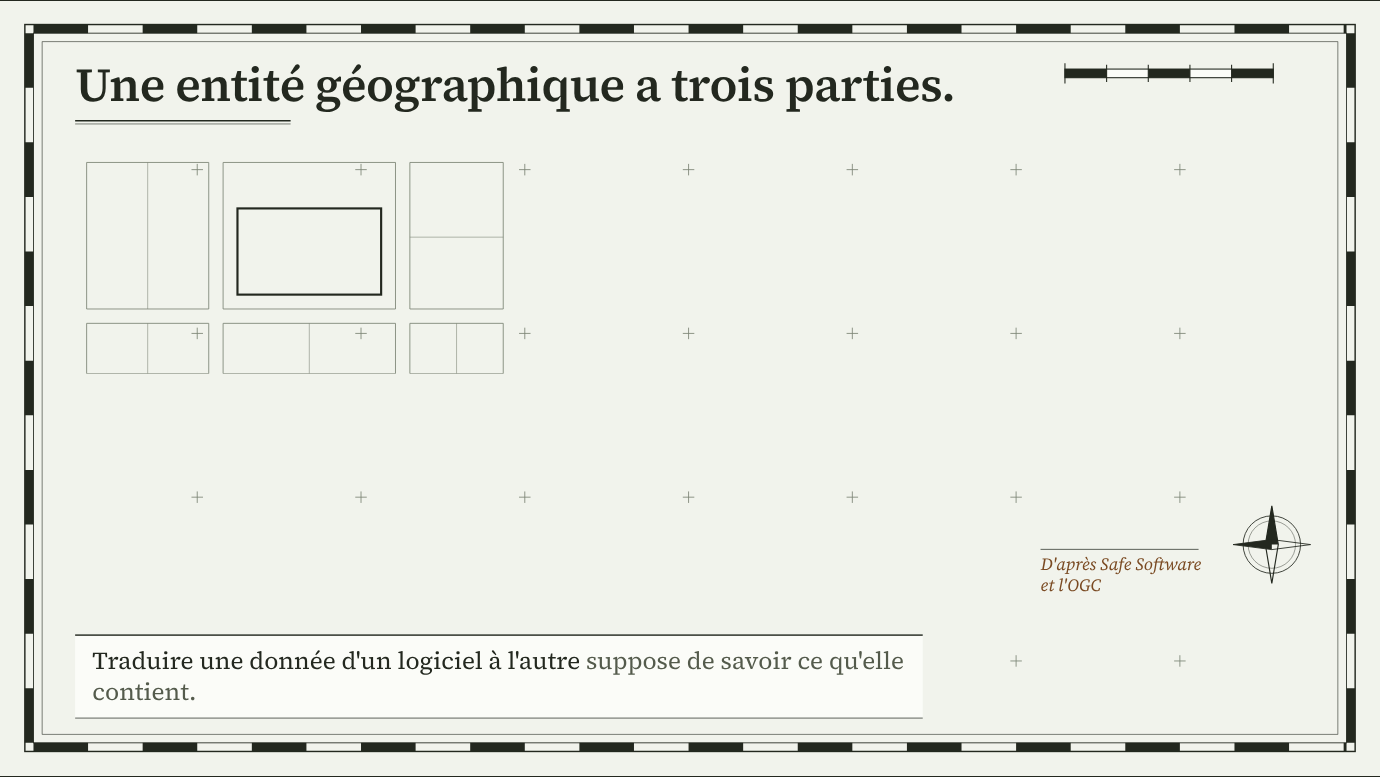 Une entité géographique a trois parties.
D'après Safe Software
et l'OGC
Traduire une donnée d'un logiciel à l'autre suppose de savoir ce qu'elle
contient.